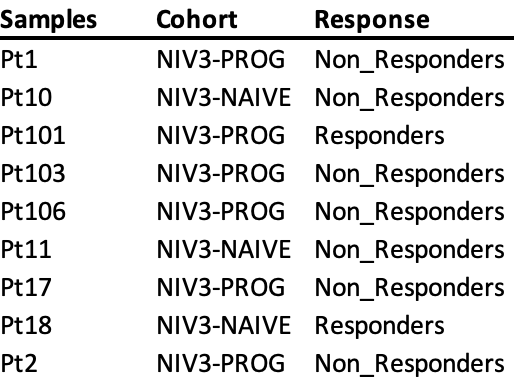 Samples Cohort Response
Pt1 NIV3-PROG Non_Responders
Pt10 NIV3-NAIVE Non_Responders
Pt101 NIV3-PROG Responders
Pt103 NIV3-PROG Non_Responders
Pt106 NIV3-PROG Non_Responders
Pt11 NIV3-NAIVE Non_Responders
Pt17 NIV3-PROG Non_Responders
Pt18 NIV3-NAIVE Responders
Pt2 NIV3-PROG Non_Responders